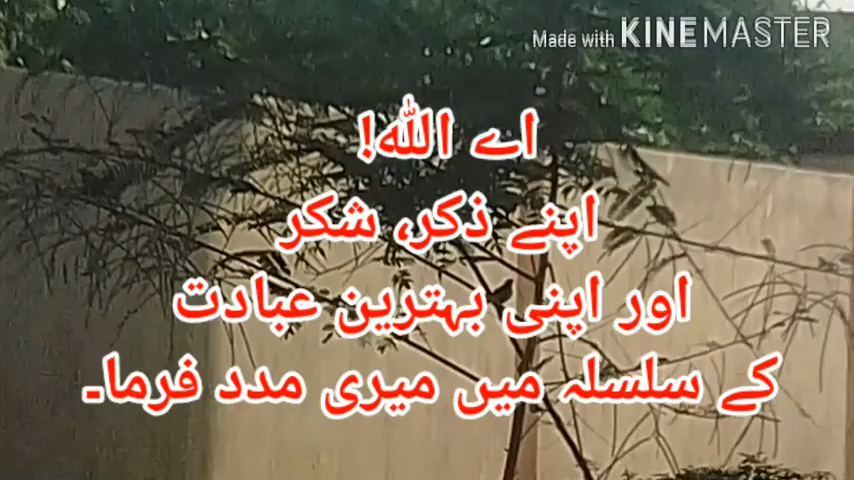 Made with KINEMASTER
اے اللہ!
اپنے ذکر، شکر
اور اپنی بہترین عبادت
کے سلسلہ میں میری مدد فرما۔